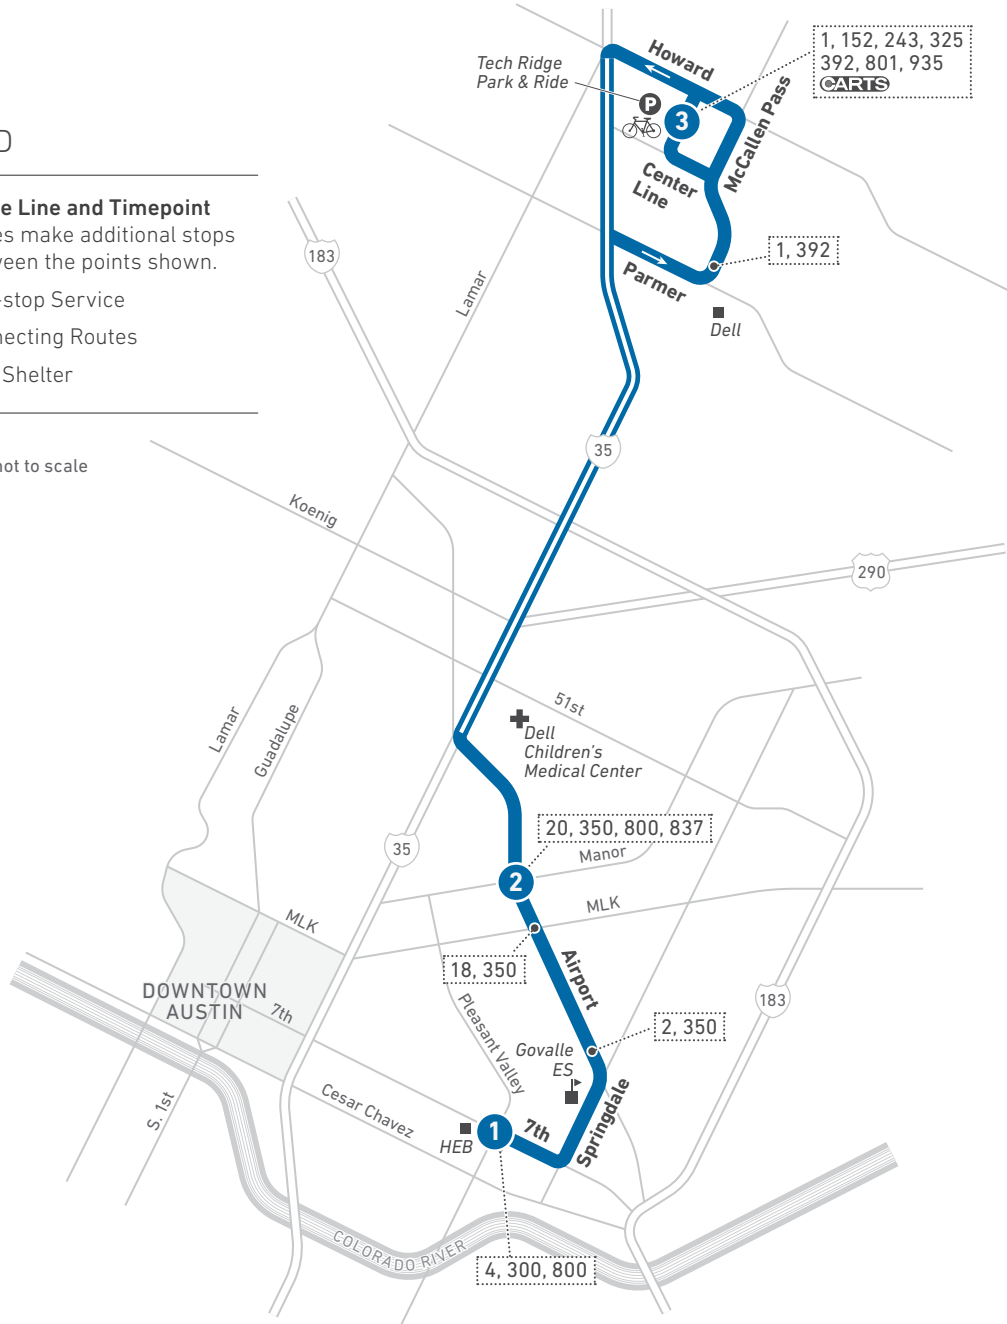 Howard
1, 152, 243, 325
392, 801, 935
CARTS
Tech Ridge
Park & Ride
P
3
McCallen Pass
Center
Line
1, 392
Parmer
Dell
D
e Line and Timepoint
es make additional stops
ween the points shown.
-stop Service
necting Routes
Shelter
not to scale
183
Lamar
35
Koenig
290
51st
Dell
Children's
Medical Center
Lamar
Guadalupe
35
20, 350, 800, 837
Manor
2
MLK
MLK
18, 350
Airport
DOWNTOWN
AUSTIN
7th
Pleasant Valley
183
2, 350
Govalle
ES
S. 1st
Cesar Chavez
HEB
1
7th
Springdale
COLORADO RIVER
4, 300, 800